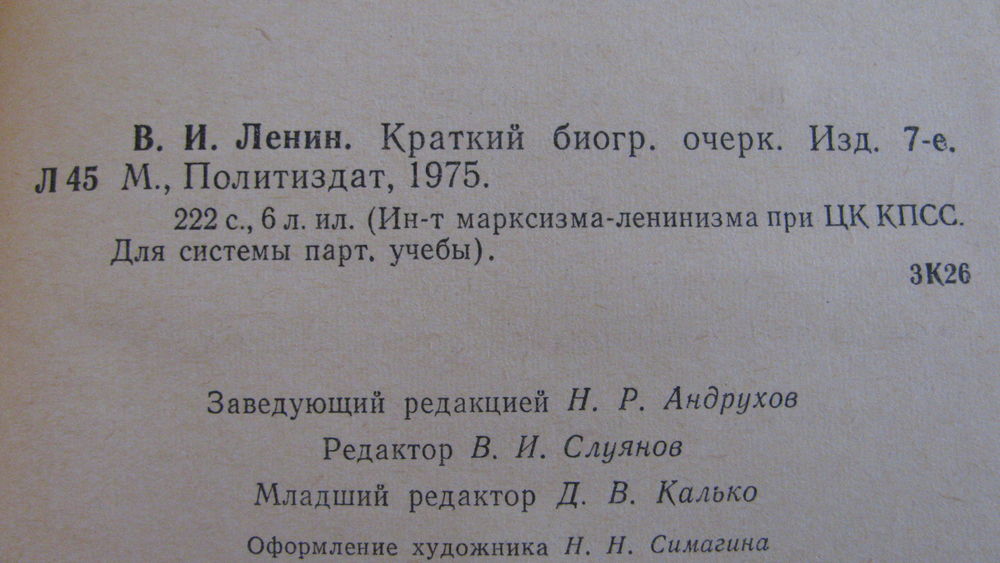 В. И. Ленин. Краткий биогр. очерк. Изд. 7-е.
Л 45 М., Политиздат, 1975.
222 с., 6 л. ил. (Ин-т марксизма-ленинизма при ЦК КПСС.
Для системы парт. учебы).
3К26
Заведующий редакцией Н. Р. Андрухов
Редактор В. И. Слуянов
Младший редактор Д. В. Калько
Оформление художника Н. Н. Симагина